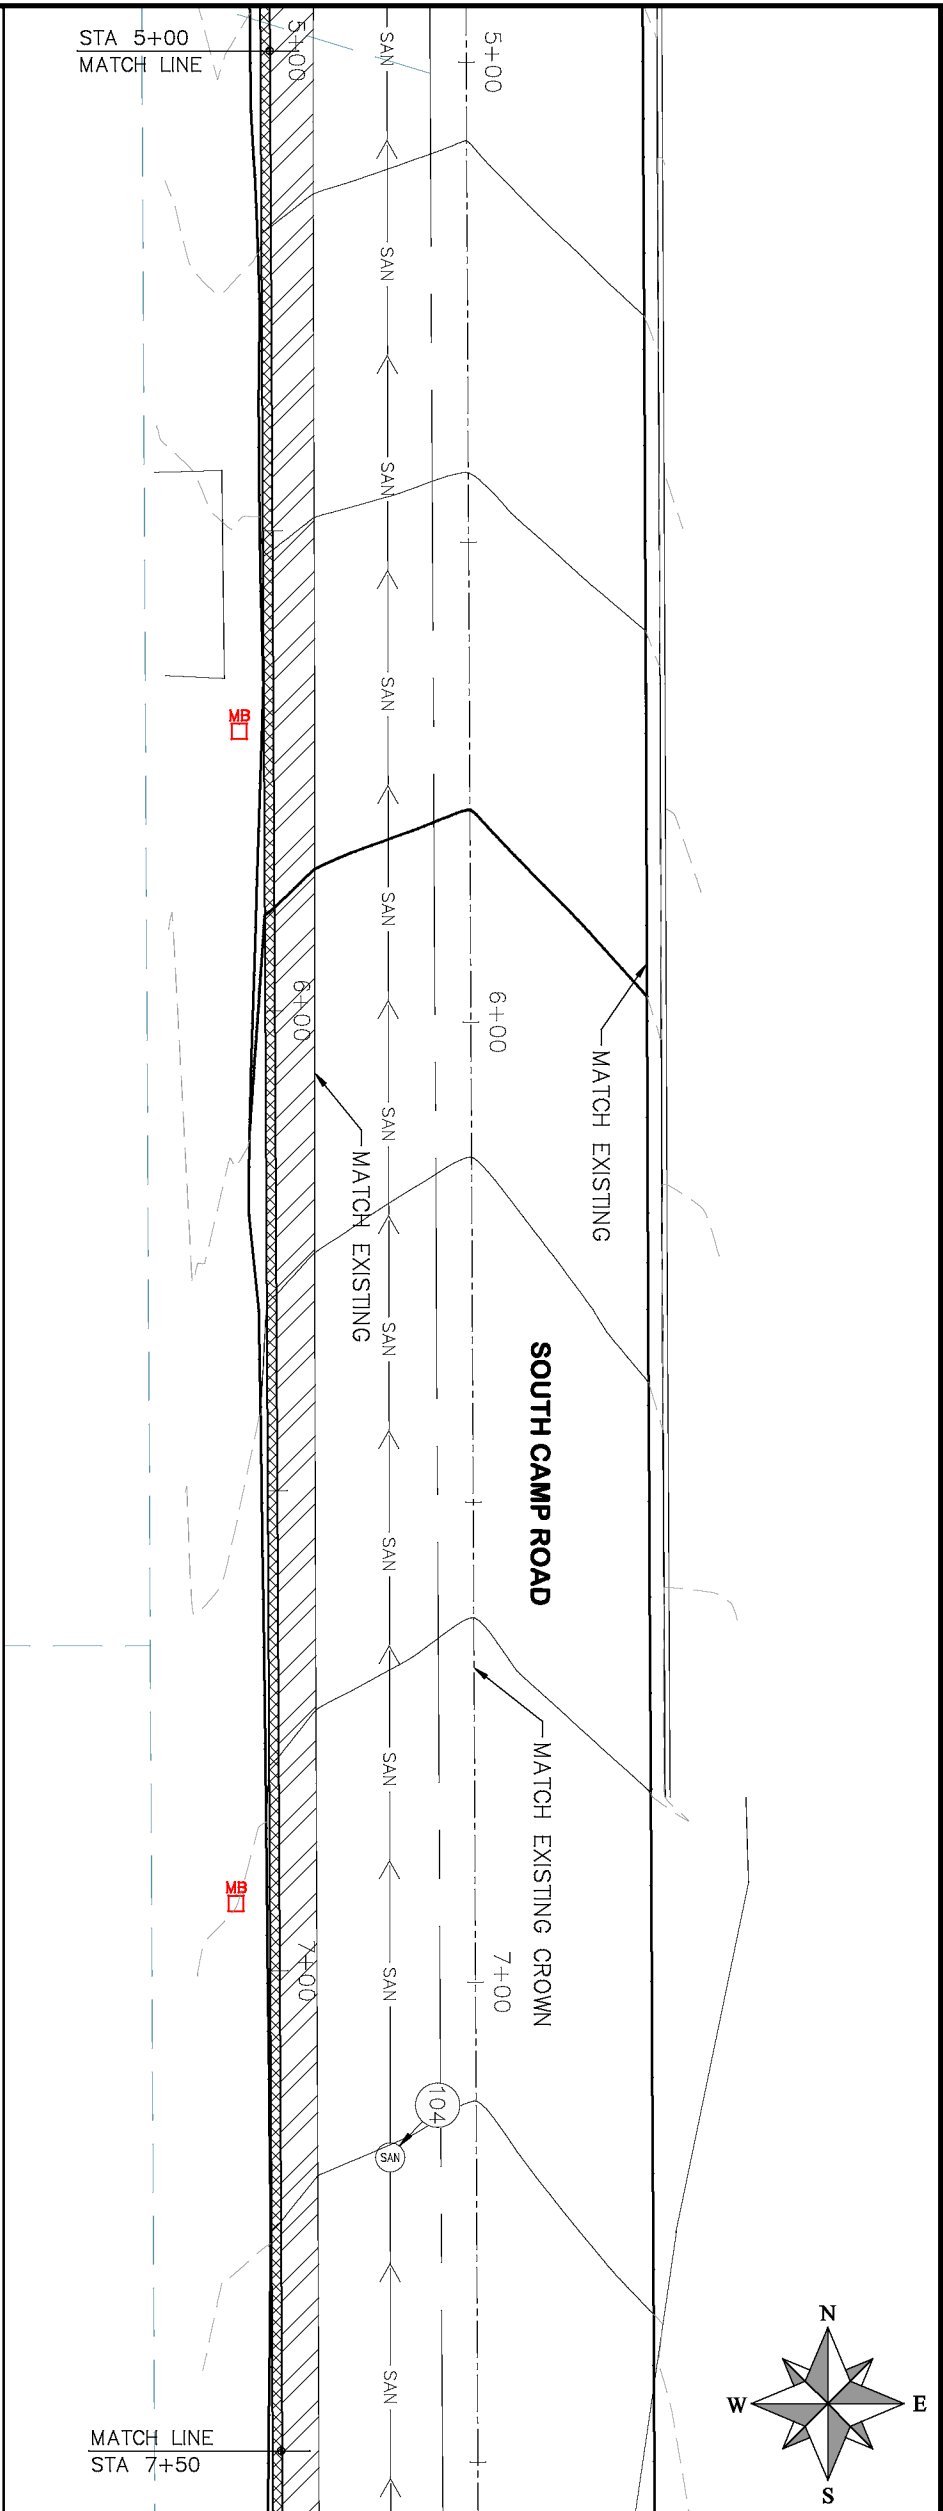 STA 5+00
MATCH LINE
5+00
SAN
5+00
SAN
SAN
SAN
MB
SAN
6+00
6+00
MATCH EXISTING
SAN
MATCH EXISTING
SAN
SOUTH CAMP ROAD
SAN
MATCH EXISTING CROWN
SAN
MB
7+00
SAN
7+00
104
SAN
N
W
E
S
SAN
MATCH LINE
STA 7+50